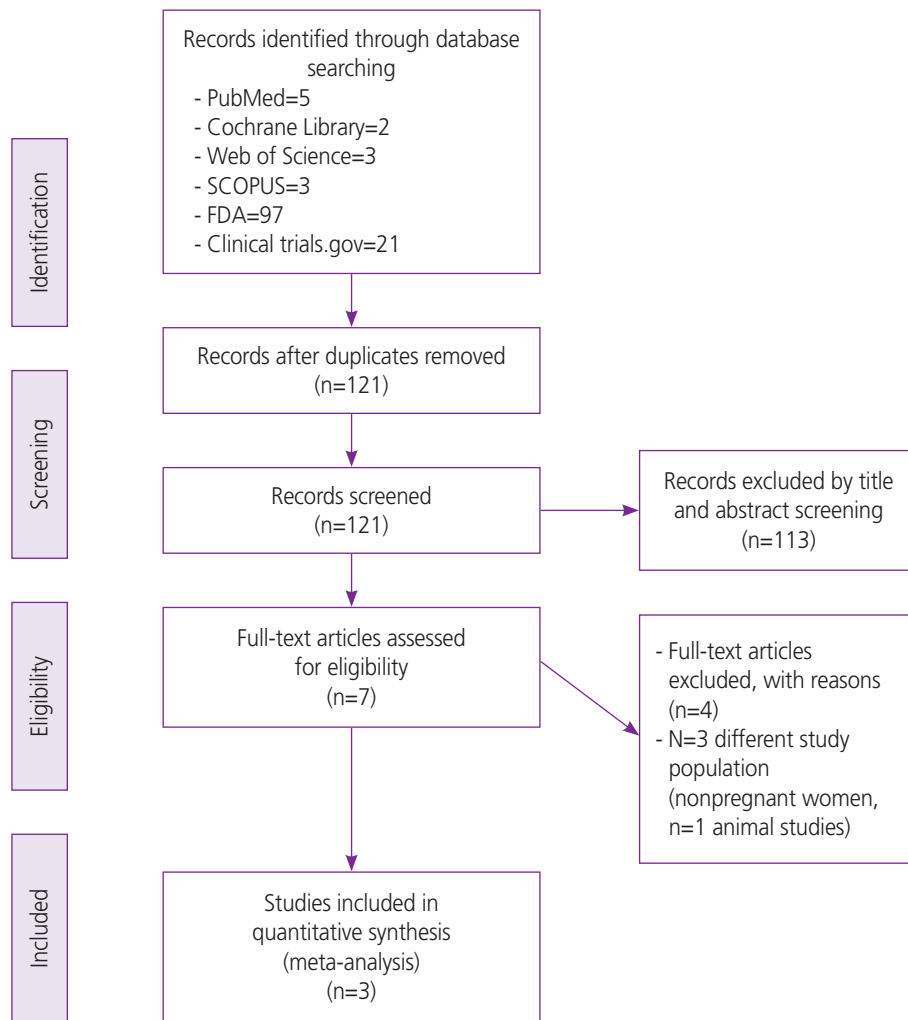 Records identified through database
searching
- PubMed=5
- Cochrane Library=2
- Web of Science=3
- SCOPUS=3
- FDA=97
- Clinical trials.gov=21
Identification
Records after duplicates removed
(n=121)
Screening
Records screened
(n=121)
Records excluded by title
and abstract screening
(n=113)
Eligibility
Full-text articles assessed
for eligibility
(n=7)
- Full-text articles
excluded, with reasons
(n=4)
- N=3 different study
population
(nonpregnant women,
n=1 animal studies)
Included
Studies included in
quantitative synthesis
(meta-analysis)
(n=3)